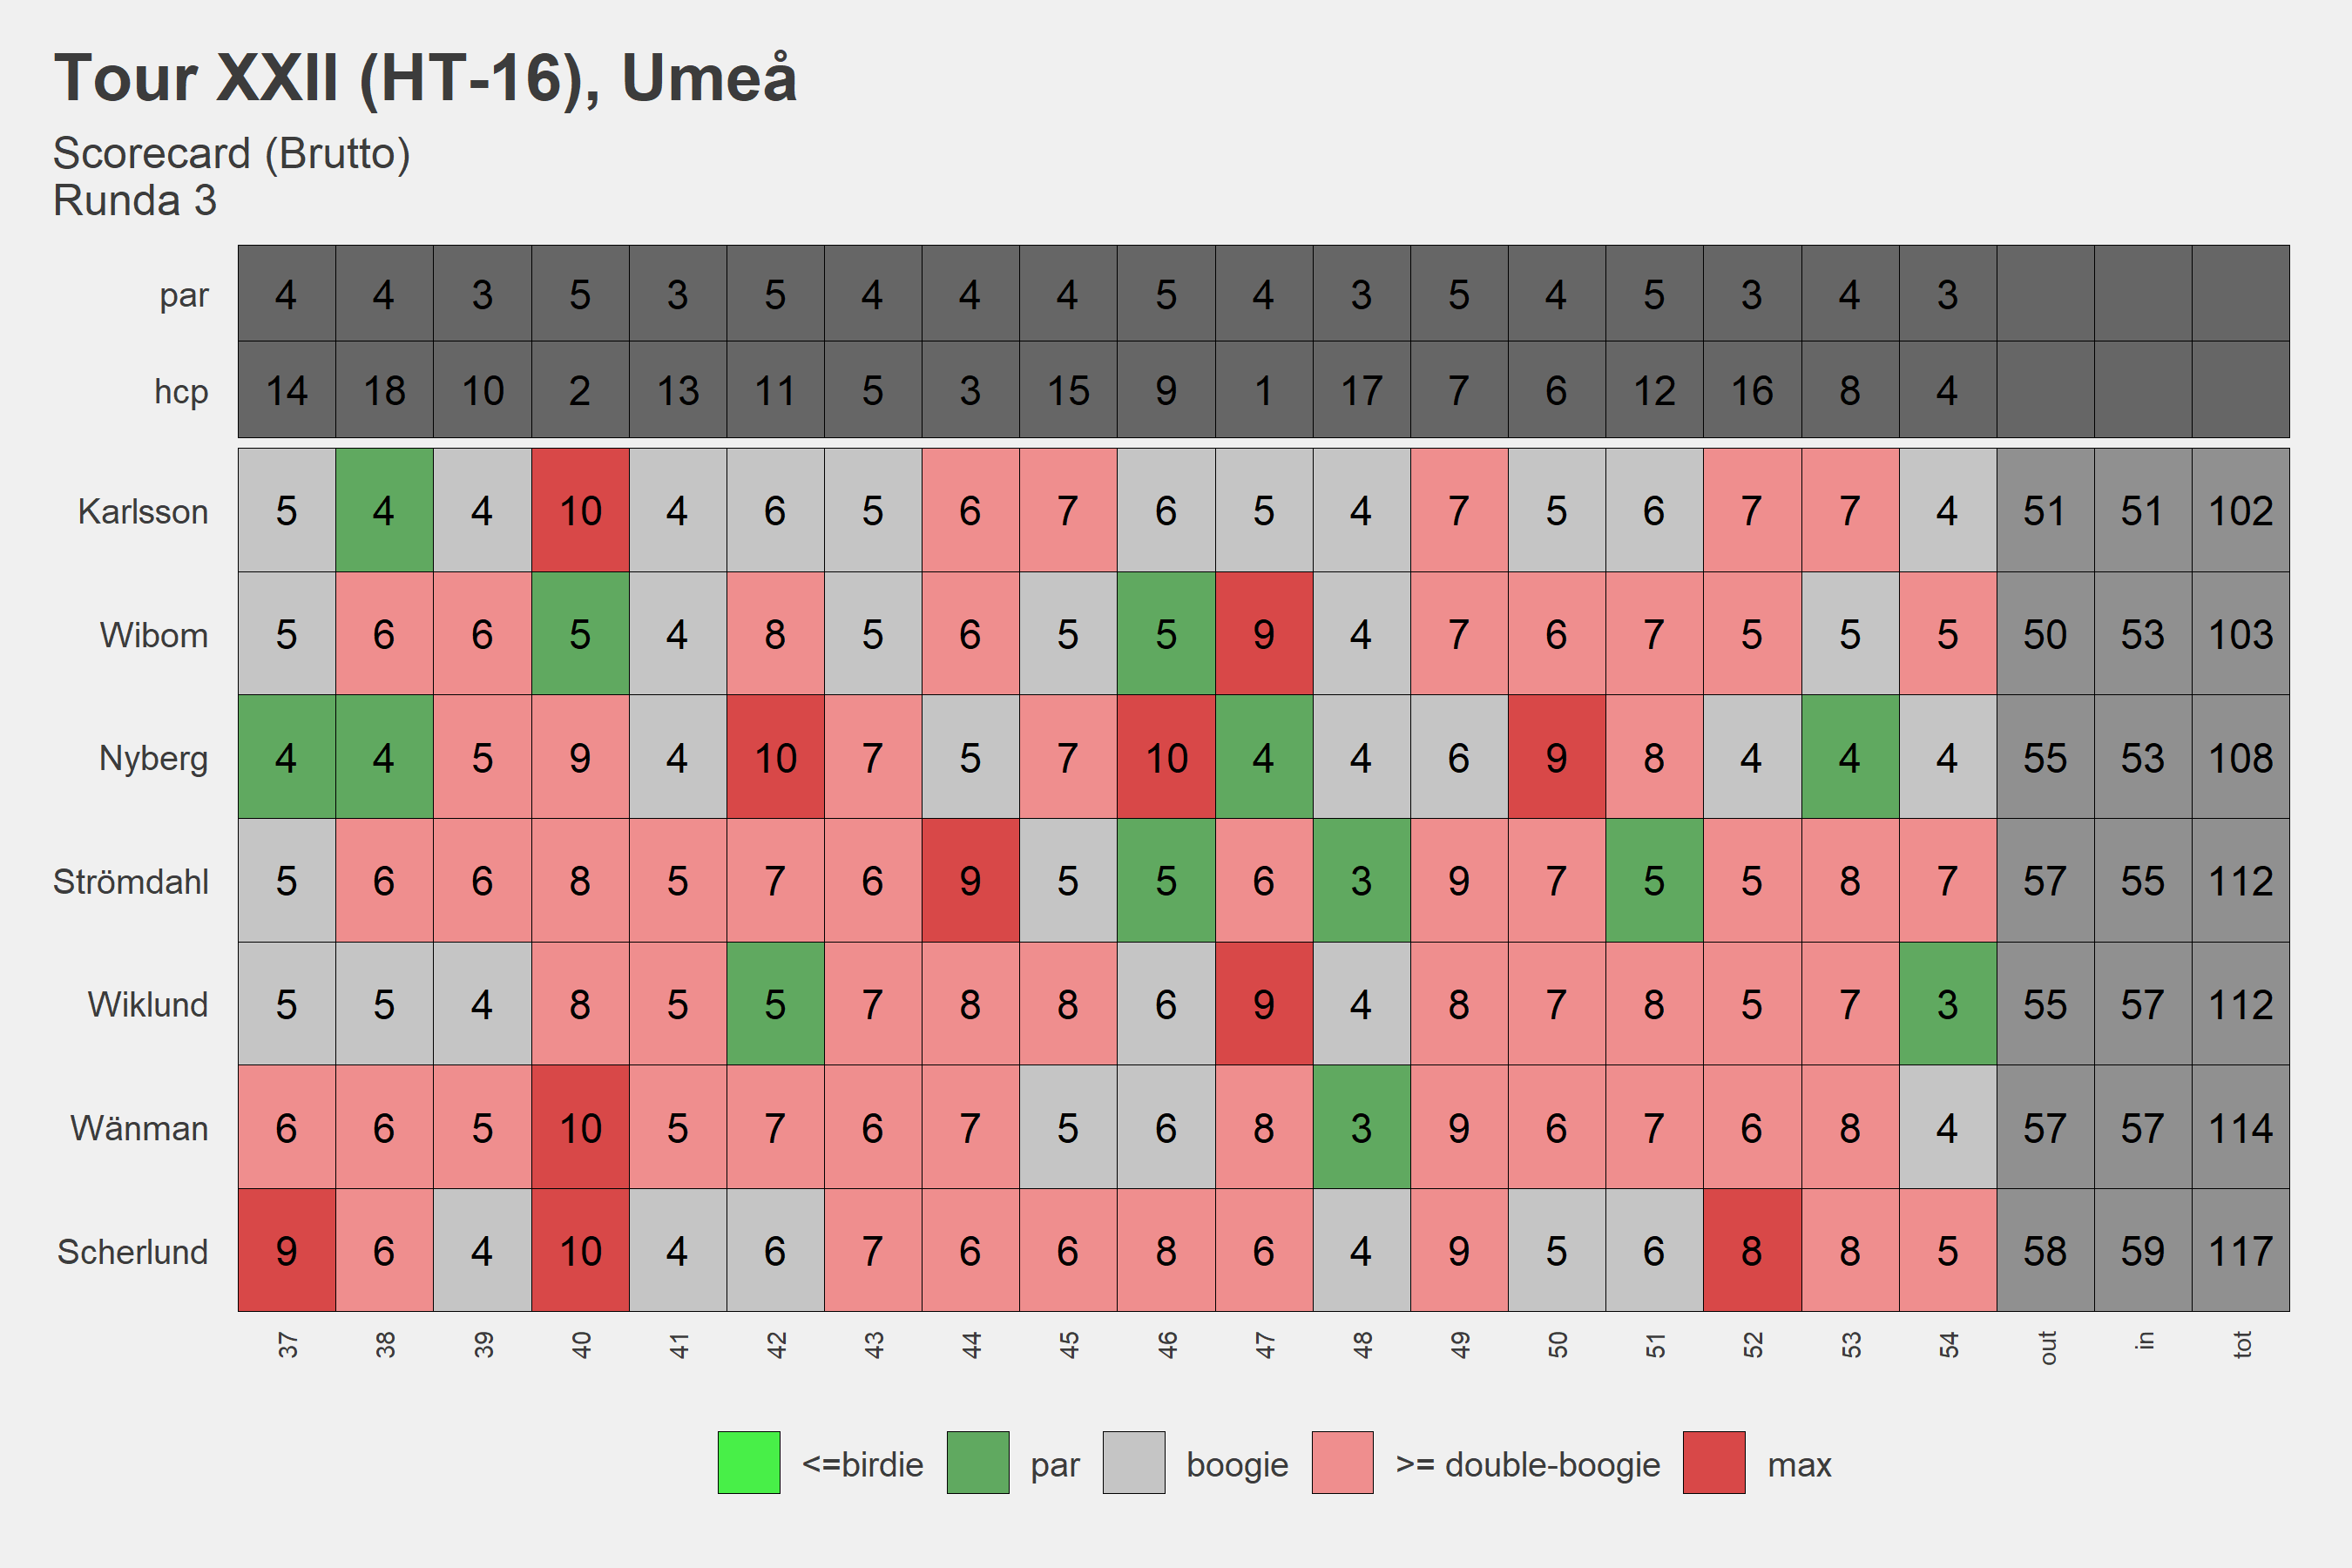 Tour XXII (HT-16), Umeå
Scorecard (Brutto)
Runda 3
par 4 4 3 5 3 5 4 4 4 5 4 3 5 4 5 3 4 3
hcp 14 18 10 2 13 11 5 3 15 9 1 17 7 6 12 16 8 4
Karlsson 5 4 4 10 4 6 5 6 7 6 5 4 7 5 6 7 7 4 51 51 102
Wibom 5 6 6 5 4 8 5 6 5 5 9 4 7 6 7 5 5 5 50 53 103
Nyberg 4 4 5 9 4 10 7 5 7 10 4 4 6 9 8 4 4 4 55 53 108
Strömdahl 5 6 6 8 5 7 6 9 5 5 6 3 9 7 5 5 8 7 57 55 112
Wiklund 5 5 4 8 5 5 7 8 8 6 9 4 8 7 8 5 7 3 55 57 112
Wänman 6 6 5 10 5 7 6 7 5 6 8 3 9 6 7 6 8 4 57 57 114
Scherlund 9 6 4 10 4 6 7 6 6 8 6 4 9 5 6 8 8 5 58 59 117
37 38 39 40 41 42 43 44 45 46 47 48 49 50 51 52 53 54 out in tot
<=birdie par boogie >= double-boogie max